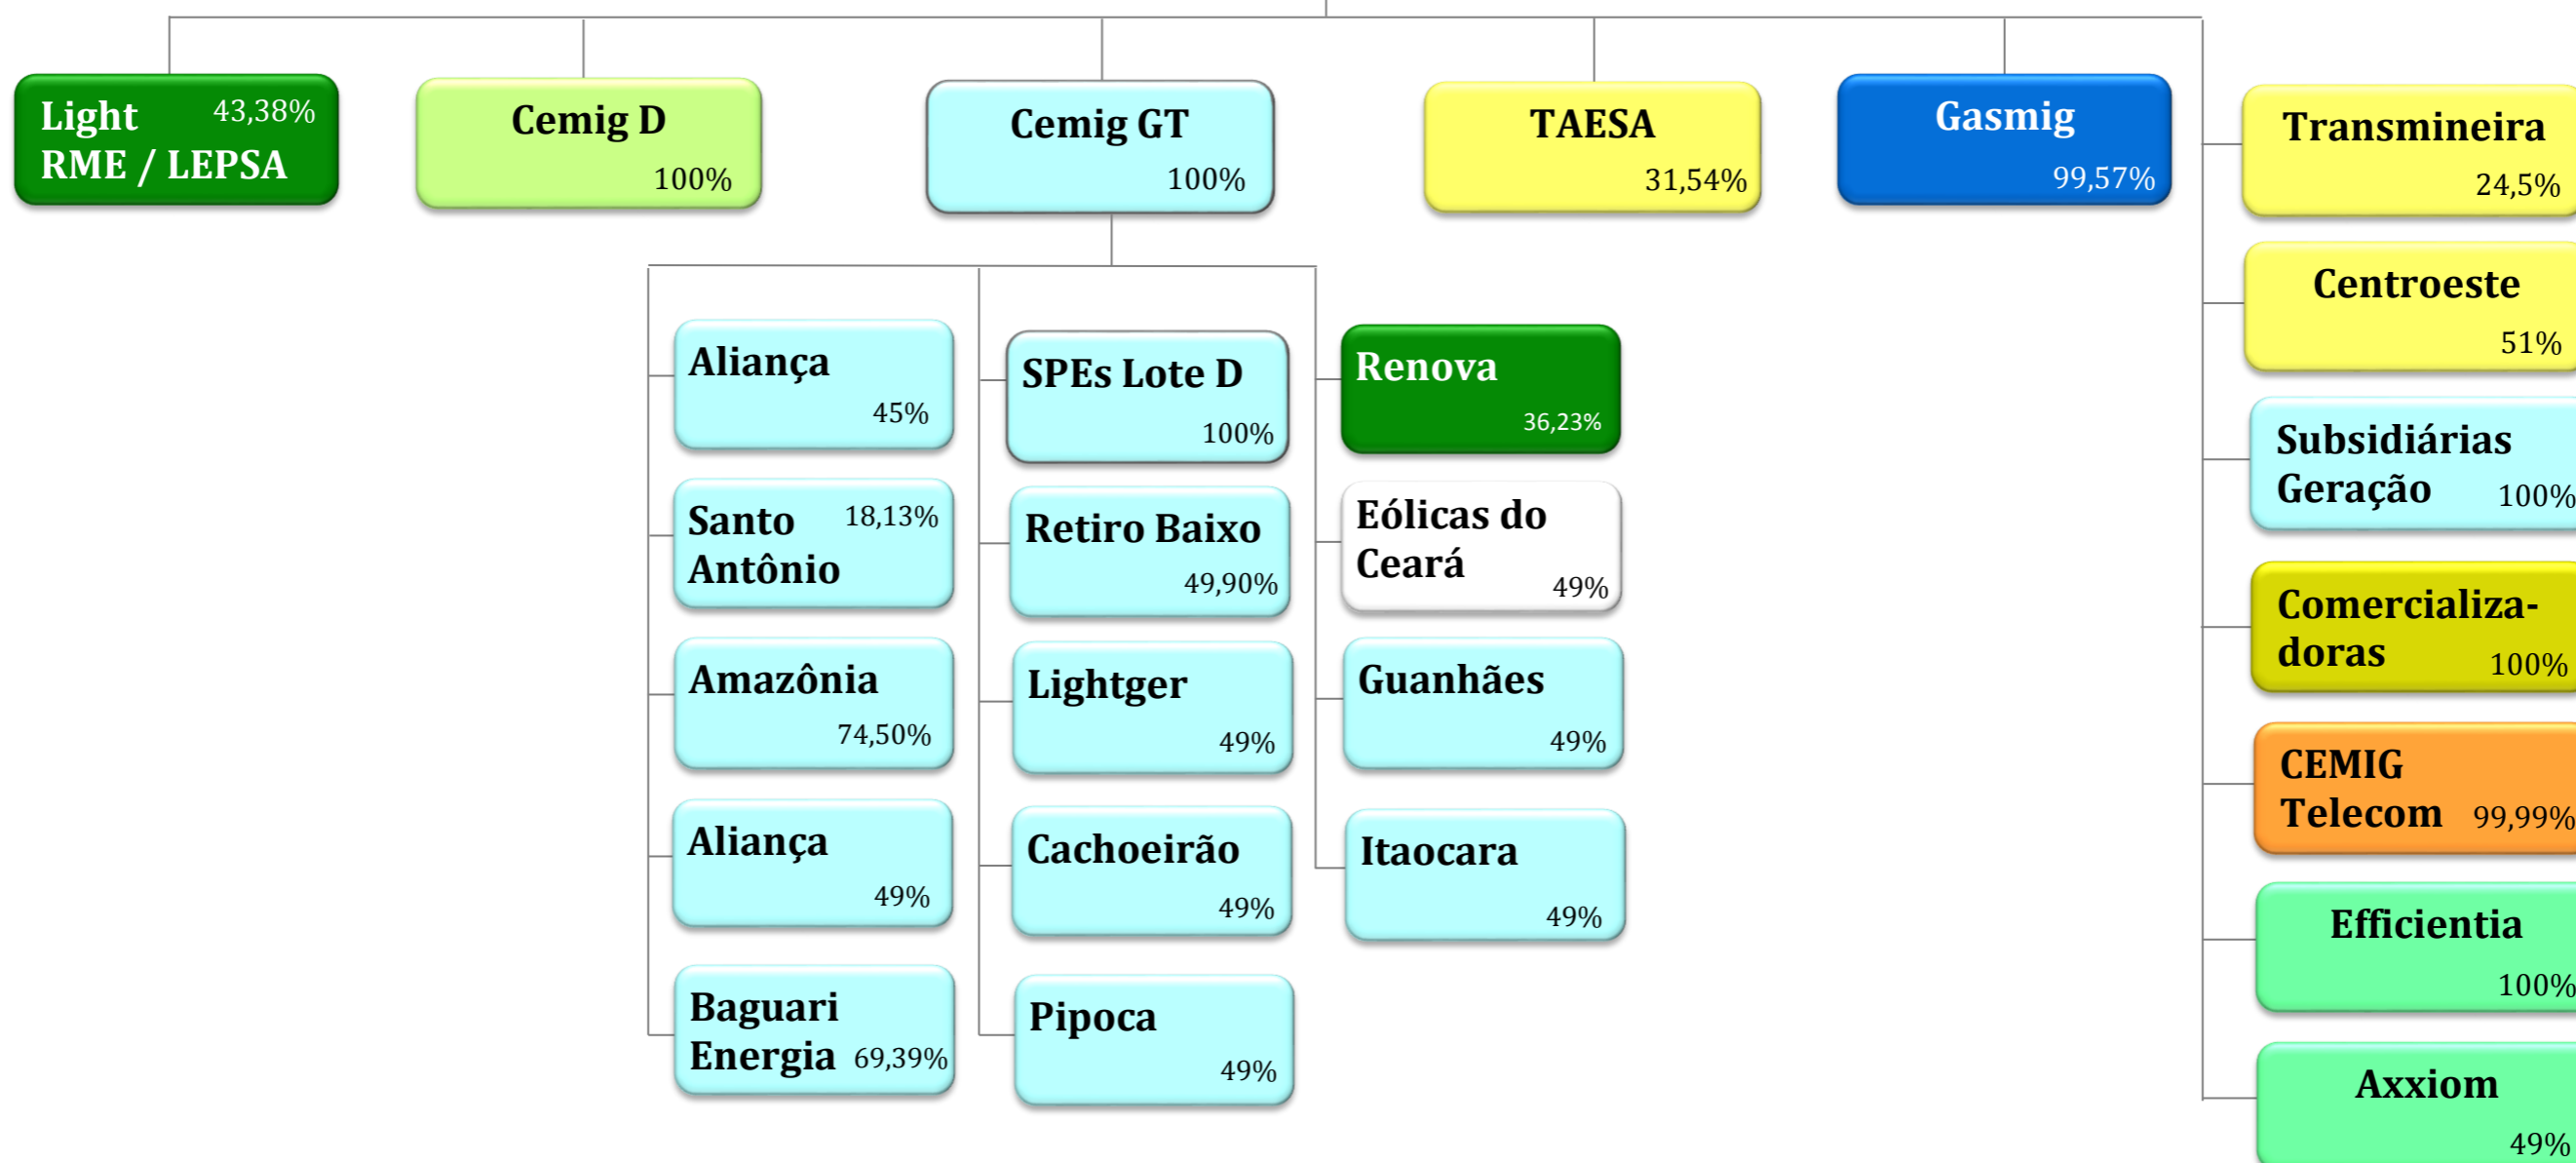 Light 43,38%
RME / LEPSA
Cemig D
100%
Cemig GT
100%
TAESA
31,54%
Gasmig
99,57%
Aliança
45%
Santo 18,13%
Antônio
Amazônia
74,50%
Aliança
49%
Baguari
Energia 69,39%
SPEs Lote D
100%
Retiro Baixo
49,90%
Lightger
49%
Cachoeirão
49%
Pipoca
49%
Renova
36,23%
Eólicas do
Ceará 49%
Guanhães
49%
Itaocara
49%
Transmineira
24,5%
Centroeste
51%
Subsidiárias
Geração 100%
Comercializa-
doras 100%
CEMIG
Telecom 99,99%
Efficientia
100%
Axxiom
49%